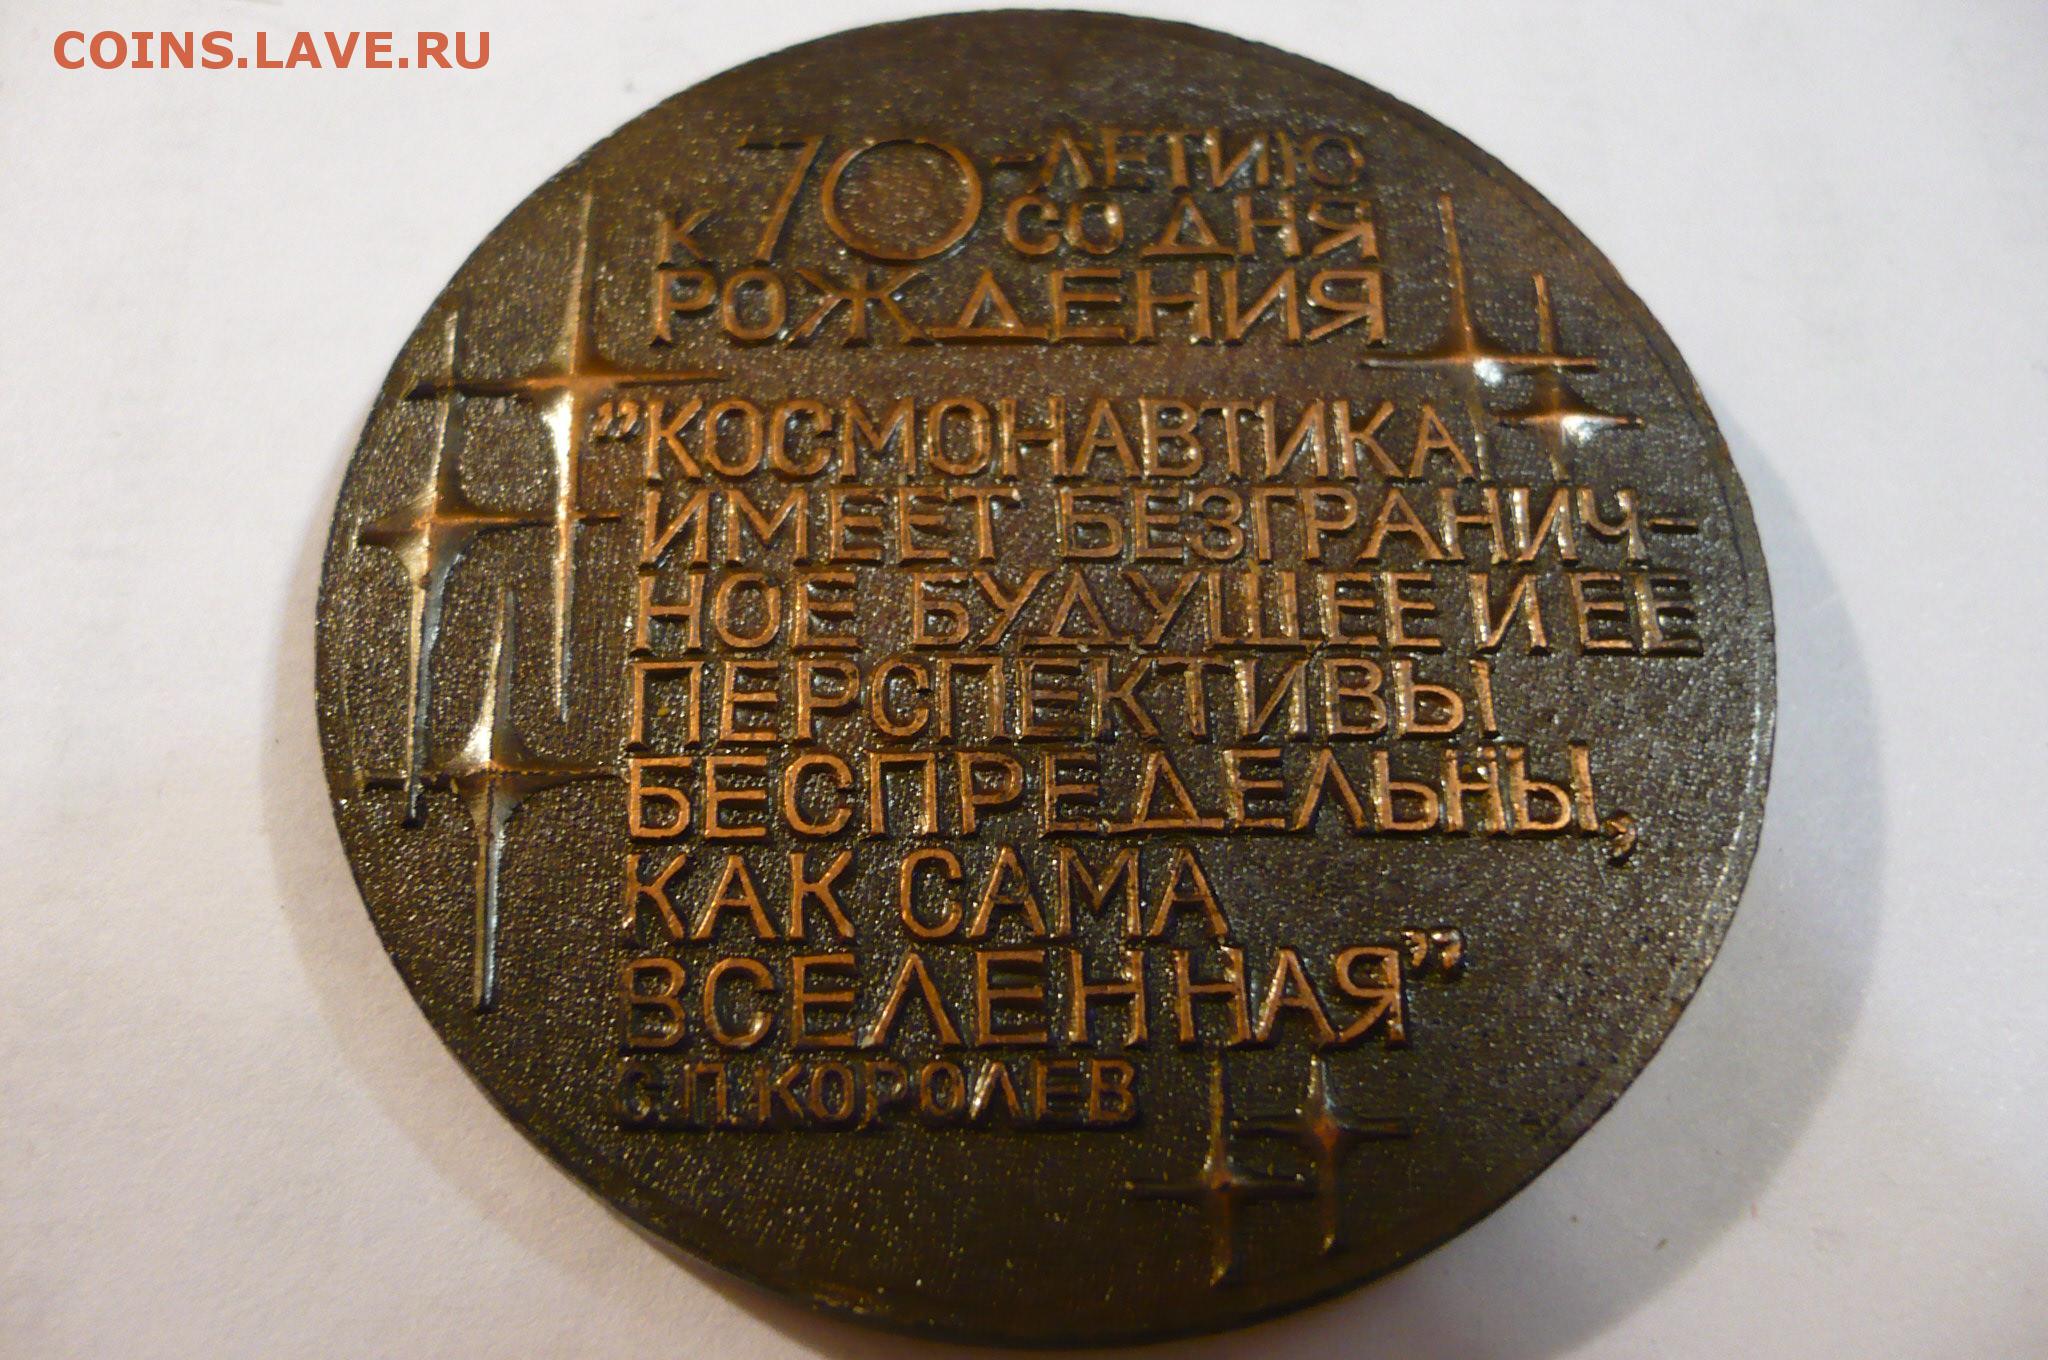 COINS.LAVE.RU
К 70-ЛЕТИЮ
СО ДНЯ
РОЖДЕНИЯ
”КОСМОНАВТИКА
ИМЕЕТ БЕЗГРАНИЧ-
НОЕ БУДУЩЕЕ И ЕЕ
ПЕРСПЕКТИВЫ
БЕСПРЕДЕЛЬНЫ,
КАК САМА
ВСЕЛЕННАЯ”
С.П.КОРОЛЕВ